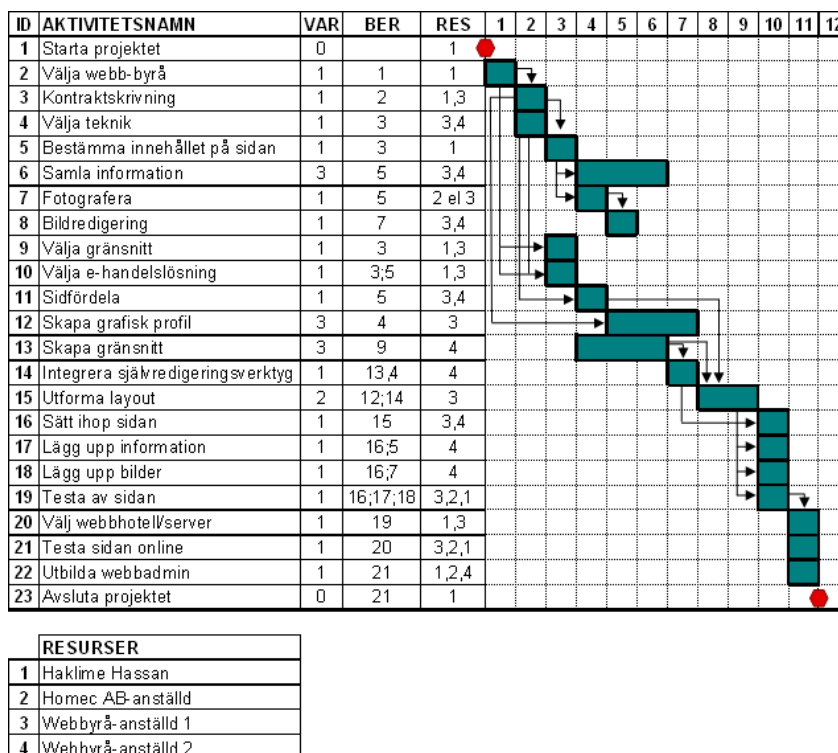 ID AKTIVITETSNAMN VAR BER RES 1 2 3 4 5 6 7 8 9 10 11 12
1 Starta projektet 0 1
2 Välja webb-byrå 1 1 1
3 Kontraktskrivning 1 2 1,3
4 Välja teknik 1 3 3,4
5 Bestämma innehållet på sidan 1 3 1
6 Samla information 3 5 3,4
7 Fotografera 1 5 2 el 3
8 Bildredigering 1 7 3,4
9 Välja gränsnitt 1 3 1,3
10 Välja e-handelslösning 1 3;5 1,3
11 Sidfördela 1 5 3,4
12 Skapa grafisk profil 3 4 3
13 Skapa gränsnitt 3 9 4
14 Integrera självredigeringsverktyg 1 13,4 4
15 Utforma layout 2 12;14 3
16 Sätt ihop sidan 1 15 3,4
17 Lägg upp information 1 16;5 4
18 Lägg upp bilder 1 16;7 4
19 Testa av sidan 1 16;17;18 3,2,1
20 Välj webbhotell/server 1 19 1,3
21 Testa sidan online 1 20 3,2,1
22 Utbilda webbadmin 1 21 1,2,4
23 Avsluta projektet 0 21 1
RESURSER
1 Haklime Hassan
2 Homec AB-anställd
3 Webbyrå-anställd 1
4 Webbyrå-anställd 2